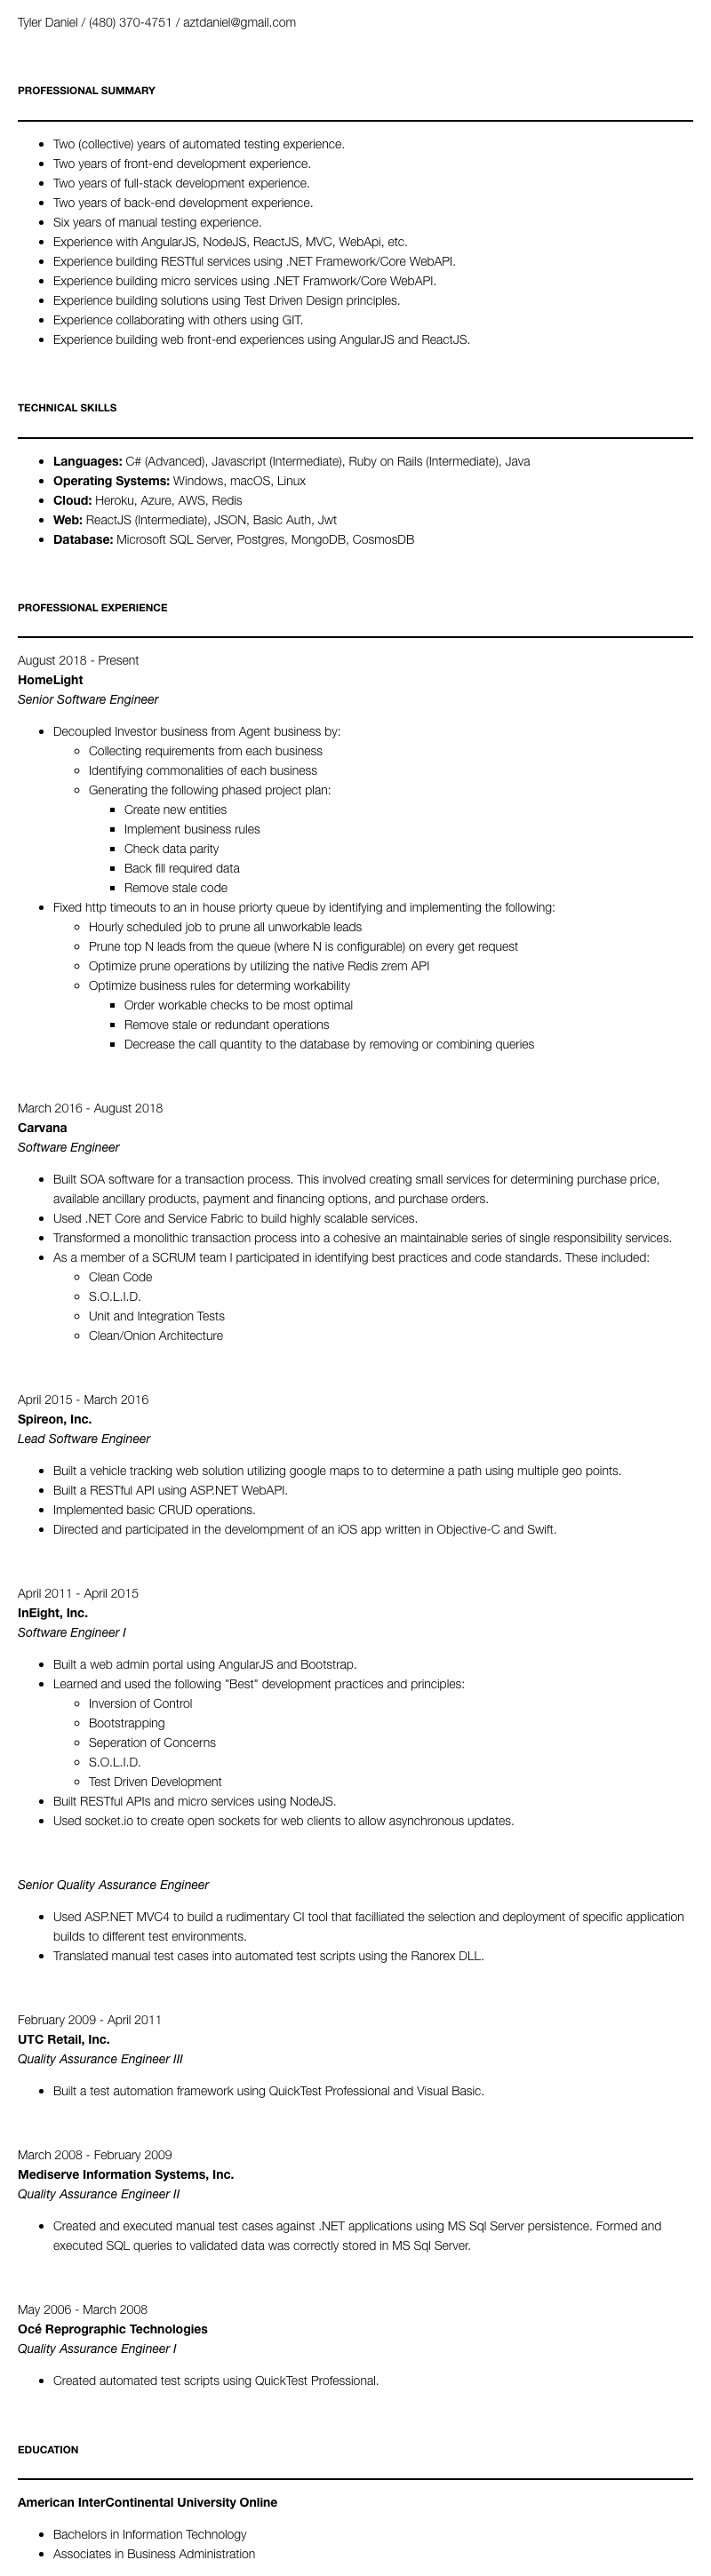 Tyler Daniel / (480) 370-4751 / aztdaniel@gmail.com
PROFESSIONAL SUMMARY
Two (collective) years of automated testing experience.
Two years of front-end development experience.
Two years of full-stack development experience.
Two years of back-end development experience.
Six years of manual testing experience.
Experience with AngularJS, NodeJS, ReactJS, MVC, WebApi, etc.
Experience building RESTful services using .NET Framework/Core WebAPI.
Experience building micro services using .NET Framwork/Core WebAPI.
Experience building solutions using Test Driven Design principles.
Experience collaborating with others using GIT.
Experience building web front-end experiences using AngularJS and ReactJS.
TECHNICAL SKILLS
Languages: C# (Advanced), Javascript (Intermediate), Ruby on Rails (Intermediate), Java
Operating Systems: Windows, macOS, Linux
Cloud: Heroku, Azure, AWS, Redis
Web: ReactJS (Intermediate), JSON, Basic Auth, Jwt
Database: Microsoft SQL Server, Postgres, MongoDB, CosmosDB
PROFESSIONAL EXPERIENCE
August 2018 - Present
HomeLight
Senior Software Engineer
Decoupled Investor business from Agent business by:
Collecting requirements from each business
Identifying commonalities of each business
Generating the following phased project plan:
Create new entities
Implement business rules
Check data parity
Back fill required data
Remove stale code
Fixed http timeouts to an in house priorty queue by identifying and implementing the following:
Hourly scheduled job to prune all unworkable leads
Prune top N leads from the queue (where N is configurable) on every get request
Optimize prune operations by utilizing the native Redis zrem API
Optimize business rules for determing workability
Order workable checks to be most optimal
Remove stale or redundant operations
Decrease the call quantity to the database by removing or combining queries
March 2016 - August 2018
Carvana
Software Engineer
Built SOA software for a transaction process. This involved creating small services for determining purchase price,
available ancillary products, payment and financing options, and purchase orders.
Used .NET Core and Service Fabric to build highly scalable services.
Transformed a monolithic transaction process into a cohesive an maintainable series of single responsibility services.
As a member of a SCRUM team I participated in identifying best practices and code standards. These included:
Clean Code
S.O.L.I.D.
Unit and Integration Tests
Clean/Onion Architecture
April 2015 - March 2016
Spireon, Inc.
Lead Software Engineer
Built a vehicle tracking web solution utilizing google maps to to determine a path using multiple geo points.
Built a RESTful API using ASP.NET WebAPI.
Implemented basic CRUD operations.
Directed and participated in the develompment of an iOS app written in Objective-C and Swift.
April 2011 - April 2015
InEight, Inc.
Software Engineer I
Built a web admin portal using AngularJS and Bootstrap.
Learned and used the following "Best" development practices and principles:
Inversion of Control
Bootstrapping
Seperation of Concerns
S.O.L.I.D.
Test Driven Development
Built RESTful APIs and micro services using NodeJS.
Used socket.io to create open sockets for web clients to allow asynchronous updates.
Senior Quality Assurance Engineer
Used ASP.NET MVC4 to build a rudimentary CI tool that facilliated the selection and deployment of specific application
builds to different test environments.
Translated manual test cases into automated test scripts using the Ranorex DLL.
February 2009 - April 2011
UTC Retail, Inc.
Quality Assurance Engineer III
Built a test automation framework using QuickTest Professional and Visual Basic.
March 2008 - February 2009
Mediserve Information Systems, Inc.
Quality Assurance Engineer II
Created and executed manual test cases against .NET applications using MS Sql Server persistence. Formed and
executed SQL queries to validated data was correctly stored in MS Sql Server.
May 2006 - March 2008
Océ Reprographic Technologies
Quality Assurance Engineer I
Created automated test scripts using QuickTest Professional.
EDUCATION
American InterContinental University Online
Bachelors in Information Technology
Associates in Business Administration